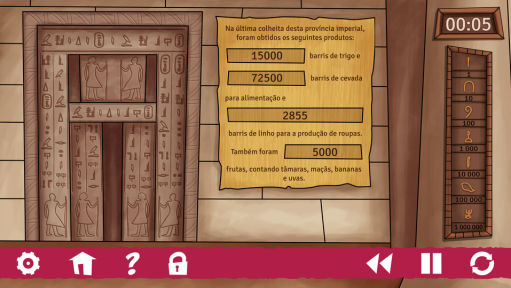 Na última colheita desta província imperial,
foram obtidos os seguintes produtos:
15000 barris de trigo e
72500 barris de cevada
para alimentação e
2855
barris de linho para a produção de roupas.
Também foram 5000
frutas, contando tâmaras, maçãs, bananas
e uvas.
00:05
1
10
100
1 000
10 000
100 000
1 000 000
?